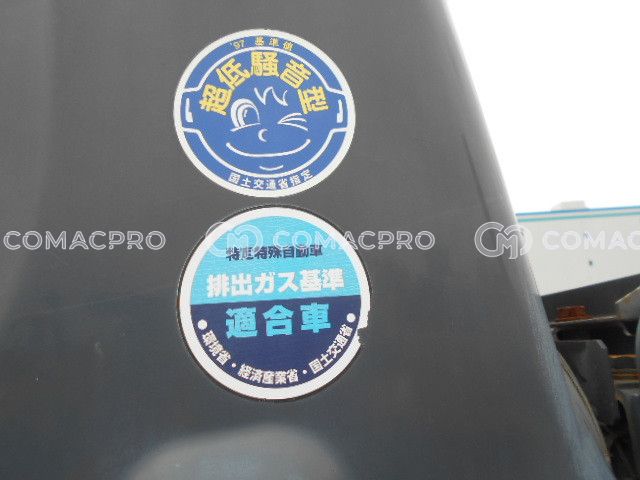 '97 基準値
超低騒音型
国土交通省指定
COMACPRO
COMACPRO
COMACPRO
特定特殊自動車
排出ガス基準
適合車
・環境省・経済産業省・国土交通省・